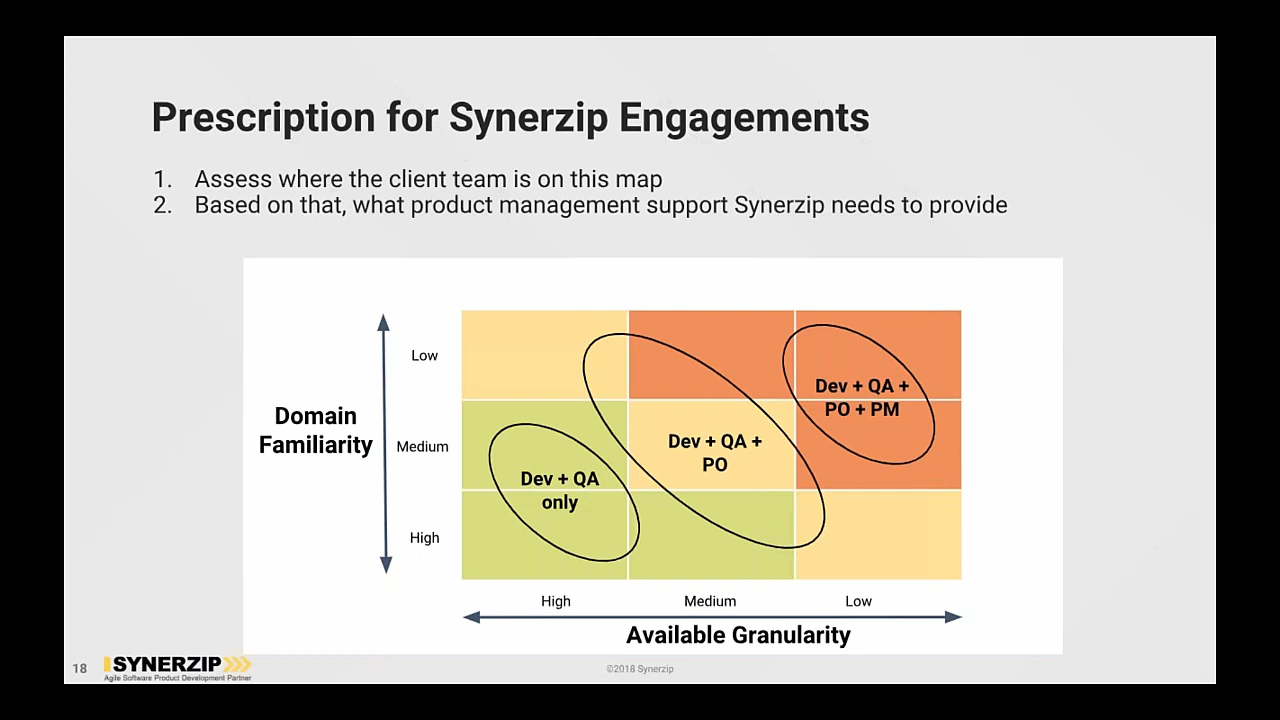 Prescription for Synerzip Engagements
1. Assess where the client team is on this map
2. Based on that, what product management support Synerzip needs to provide
Low
Dev + QA +
PO + PM
Domain
Familiarity
Medium
Dev + QA +
PO
Dev + QA
only
High
High
Medium
Low
Available Granularity
18
SYNERZIP
Agile Software Product Development Partner
©2018 Synerzip